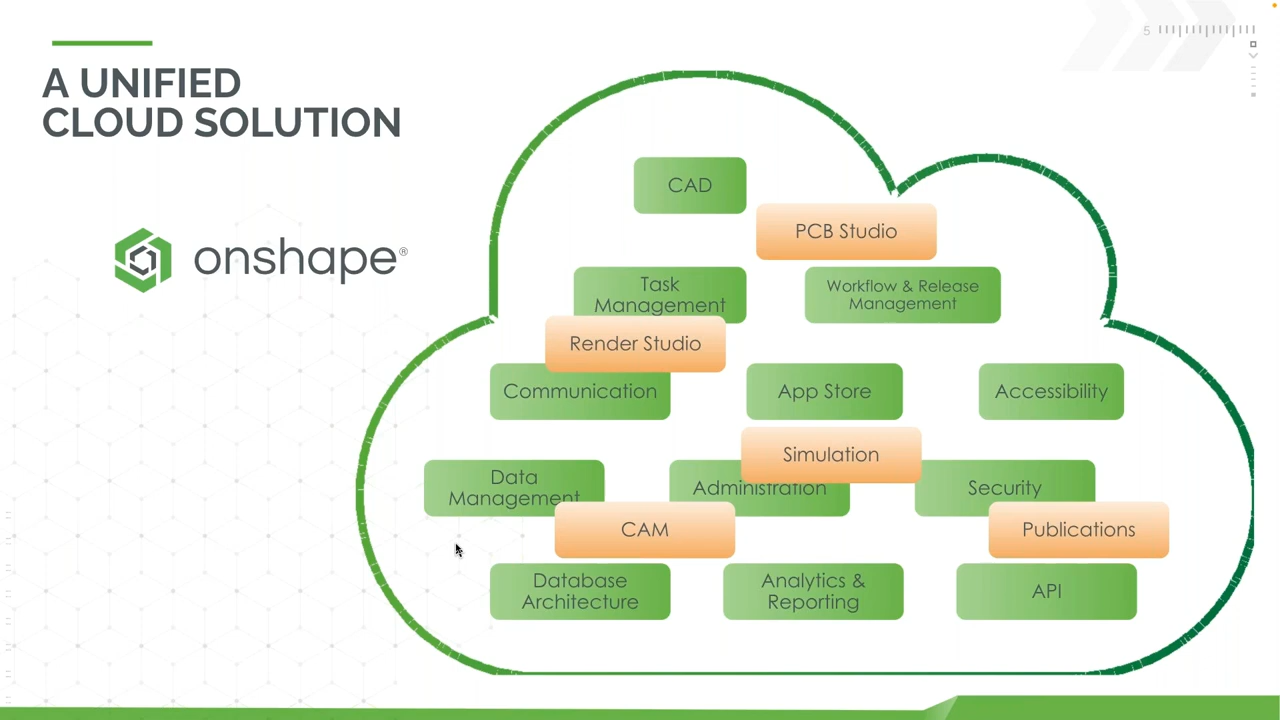 5
A UNIFIED
CLOUD SOLUTION
onshape®
CAD
PCB Studio
Task
Management
Workflow & Release
Management
Render Studio
Communication
App Store
Accessibility
Simulation
Data
Management
Administration
Security
CAM
Publications
Database
Architecture
Analytics &
Reporting
API